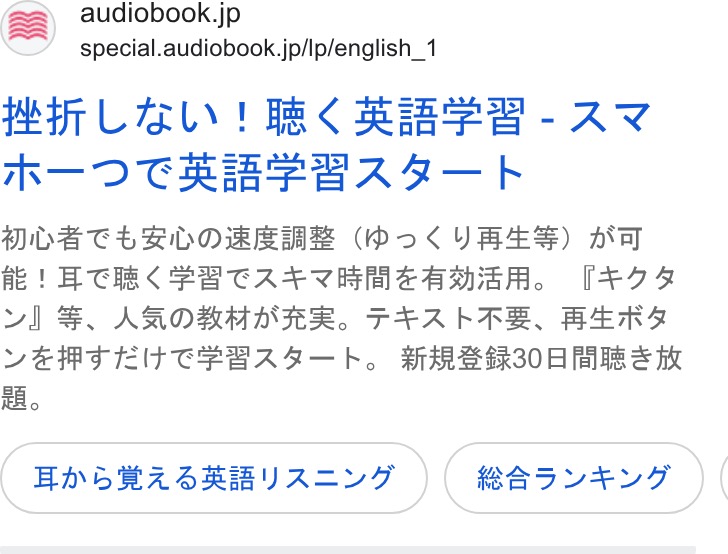 audiobook.jp
special.audiobook.jp/lp/english_1
挫折しない！聴く英語学習 - スマ
ホ一つで英語学習スタート
初心者でも安心の速度調整（ゆっくり再生等）が可
能！耳で聴く学習でスキマ時間を有効活用。『キクタ
ン』等、人気の教材が充実。テキスト不要、再生ボタ
ンを押すだけで学習スタート。 新規登録30日間聴き放
題。
耳から覚える英語リスニング
総合ランキング